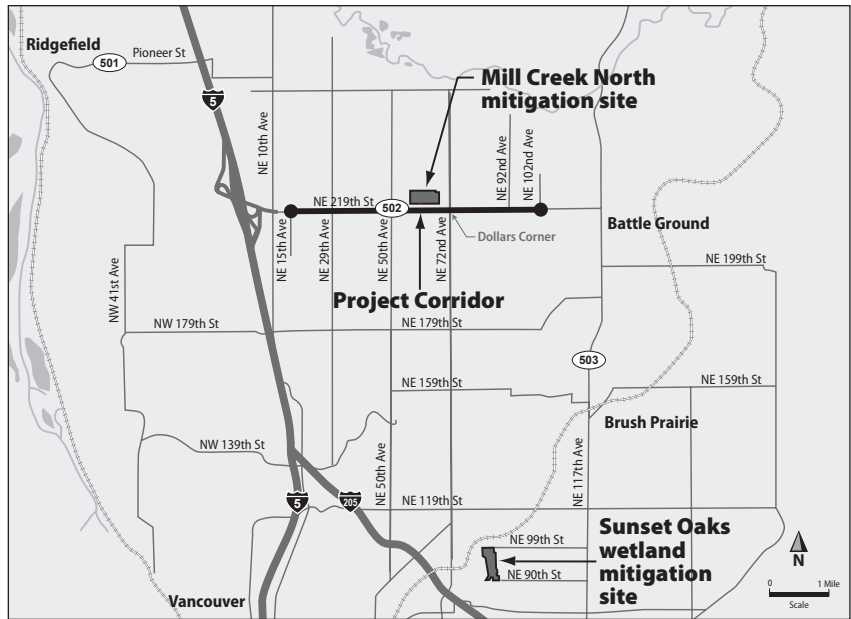 Ridgefield
Pioneer St
501
5
NE 10th Ave
Mill Creek North
mitigation site
NE 92nd Ave
NE 102nd Ave
NE 219th St
502
Dollars Corner
Battle Ground
NE 15th Ave
NE 29th Ave
NE 50th Ave
NE 72nd Ave
NW 41st Ave
NE 199th St
Project Corridor
NW 179th St
NE 179th St
503
NE 159th St
NE 159th St
Brush Prairie
NW 139th St
NE 50th Ave
NE 117th Ave
5
205
NE 119th St
NE 99th St
NE 90th St
Sunset Oaks
wetland
mitigation
site
Vancouver
N
0 1 Mile
Scale